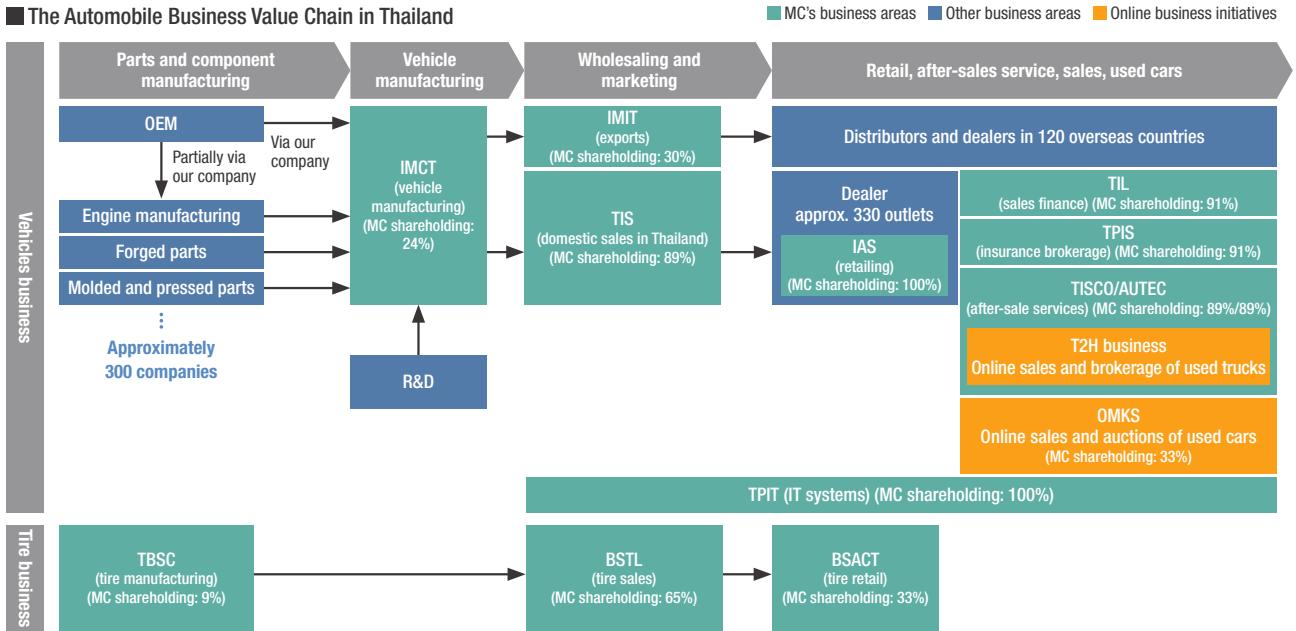 The Automobile Business Value Chain in Thailand
MC's business areas
Other business areas
Online business initiatives
Vehicles business
Parts and component
manufacturing
Vehicle
manufacturing
Wholesaling and
marketing
Retail, after-sales service, sales, used cars
OEM
Via our
company
Partially via
our company
Engine manufacturing
Forged parts
Molded and pressed parts
Approximately
300 companies
IMCT
(vehicle
manufacturing)
(MC shareholding:
24%)
R&D
IMIT
(exports)
(MC shareholding: 30%)
TIS
(domestic sales in Thailand)
(MC shareholding: 89%)
Distributors and dealers in 120 overseas countries
Dealer
approx. 330 outlets
IAS
(retailing)
(MC shareholding: 100%)
TIL
(sales finance) (MC shareholding: 91%)
TPIS
(insurance brokerage) (MC shareholding: 91%)
TISCO/AUTEC
(after-sale services) (MC shareholding: 89%/89%)
T2H business
Online sales and brokerage of used trucks
OMKS
Online sales and auctions of used cars
(MC shareholding: 33%)
TPIT (IT systems) (MC shareholding: 100%)
Tire business
TBSC
(tire manufacturing)
(MC shareholding: 9%)
BSTL
(tire sales)
(MC shareholding: 65%)
BSACT
(tire retail)
(MC shareholding: 33%)